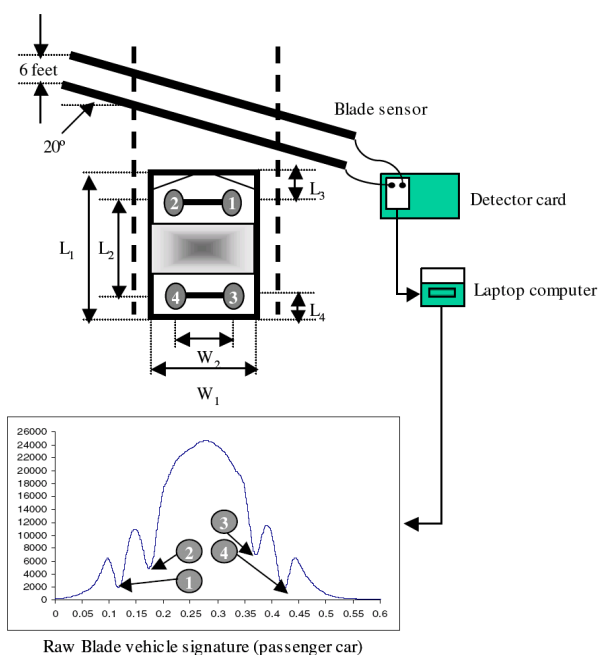 6 feet
Blade sensor
20º
L3
2
1
Detector card
L1
L2
Laptop computer
4
3
L4
W2
W1
26000
24000
22000
20000
18000
16000
14000
12000
10000
8000
6000
4000
2000
0
3
2
4
1
0 0.05 0.1 0.15 0.2 0.25 0.3 0.35 0.4 0.45 0.5 0.55 0.6
Raw Blade vehicle signature (passenger car)